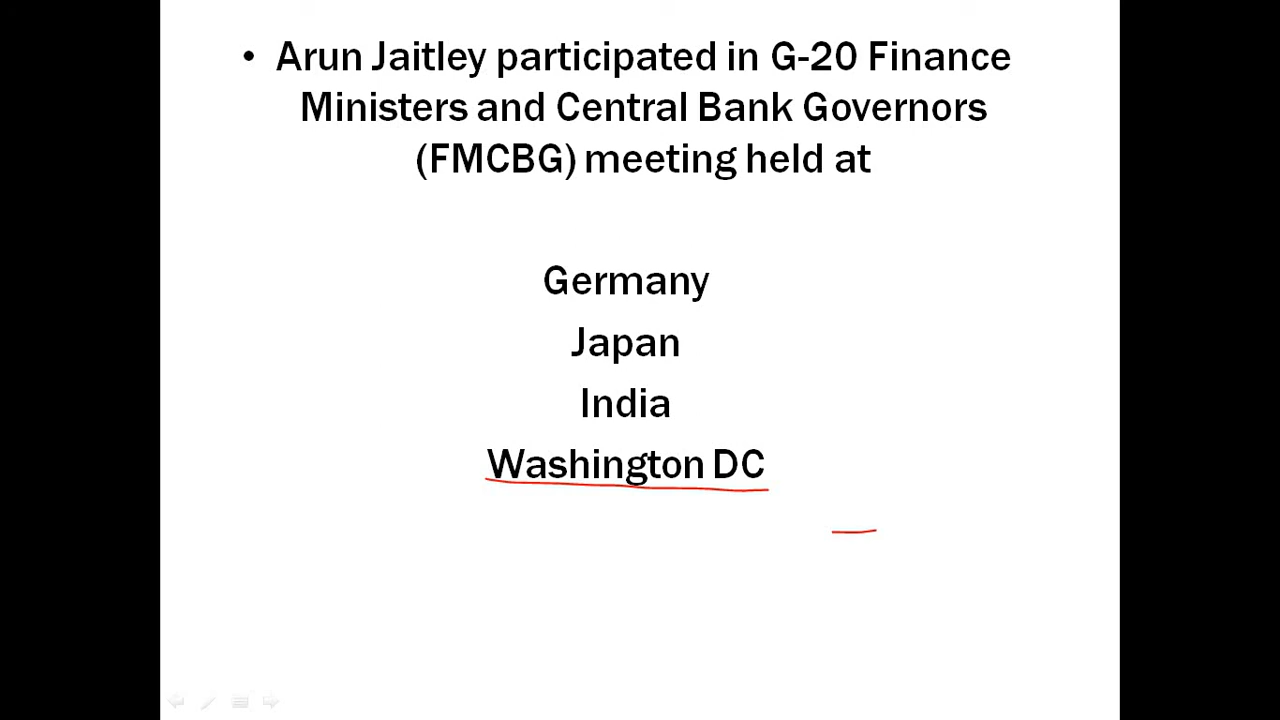 • Arun Jaitley participated in G-20 Finance
Ministers and Central Bank Governors
(FMCBG) meeting held at
Germany
Japan
India
Washington DC